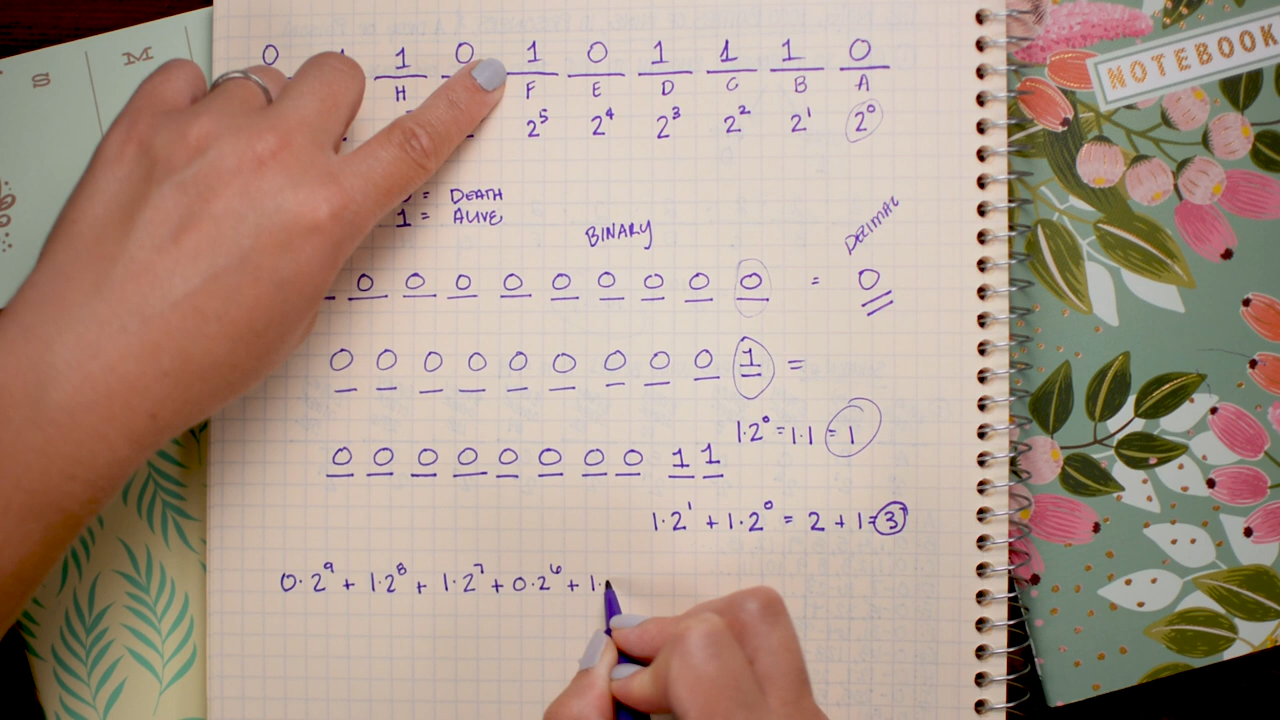 S M
NOTEBOOK
0 1 1 0 1 0 1 1 1 0
H F E D C B A
2⁵ 2⁴ 2³ 2² 2¹ 2⁰
= DEATH
1 = ALIVE
BINARY
DECIMAL
0 0 0 0 0 0 0 0 0 = 0
0 0 0 0 0 0 0 0 0 1 =
1·2⁰ = 1·1 = 1
0 0 0 0 0 0 0 0 1 1
1·2¹ + 1·2⁰ = 2 + 1 = 3
0·2⁹ + 1·2⁸ + 1·2⁷ + 0·2⁶ + 1·